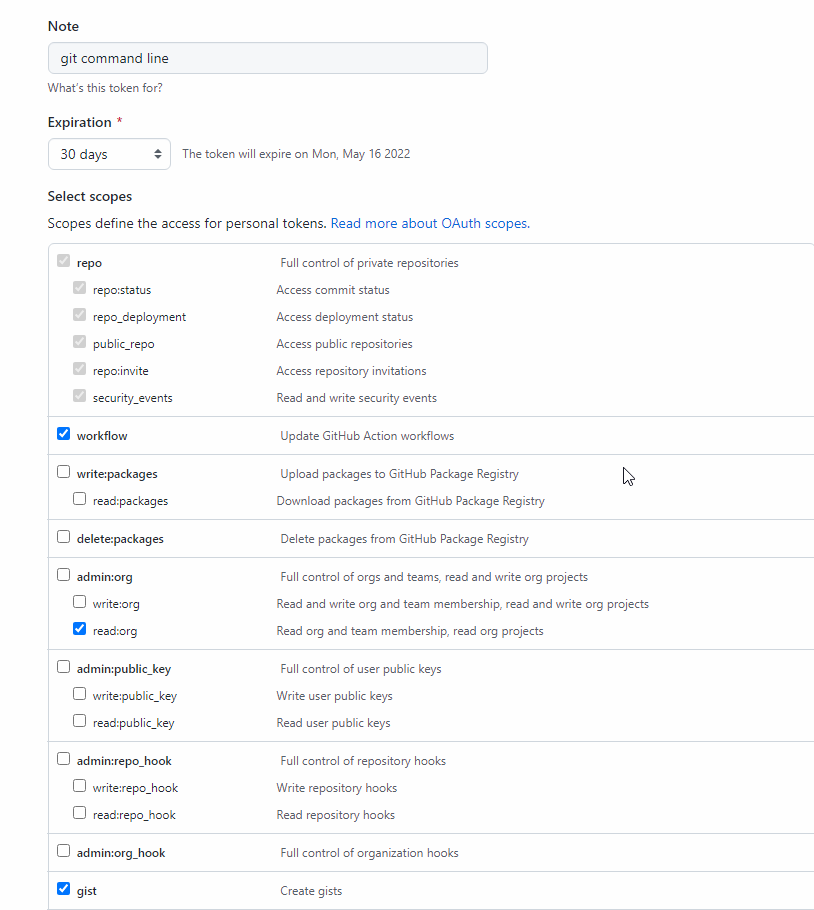 Note
git command line
What's this token for?
Expiration *
30 days The token will expire on Mon, May 16 2022
Select scopes
Scopes define the access for personal tokens. Read more about OAuth scopes.
repo Full control of private repositories
repo:status Access commit status
repo_deployment Access deployment status
public_repo Access public repositories
repo:invite Access repository invitations
security_events Read and write security events
workflow Update GitHub Action workflows
write:packages Upload packages to GitHub Package Registry
read:packages Download packages from GitHub Package Registry
delete:packages Delete packages from GitHub Package Registry
admin:org Full control of orgs and teams, read and write org projects
write:org Read and write org and team membership, read and write org projects
read:org Read org and team membership, read org projects
admin:public_key Full control of user public keys
write:public_key Write user public keys
read:public_key Read user public keys
admin:repo_hook Full control of repository hooks
write:repo_hook Write repository hooks
read:repo_hook Read repository hooks
admin:org_hook Full control of organization hooks
gist Create gists